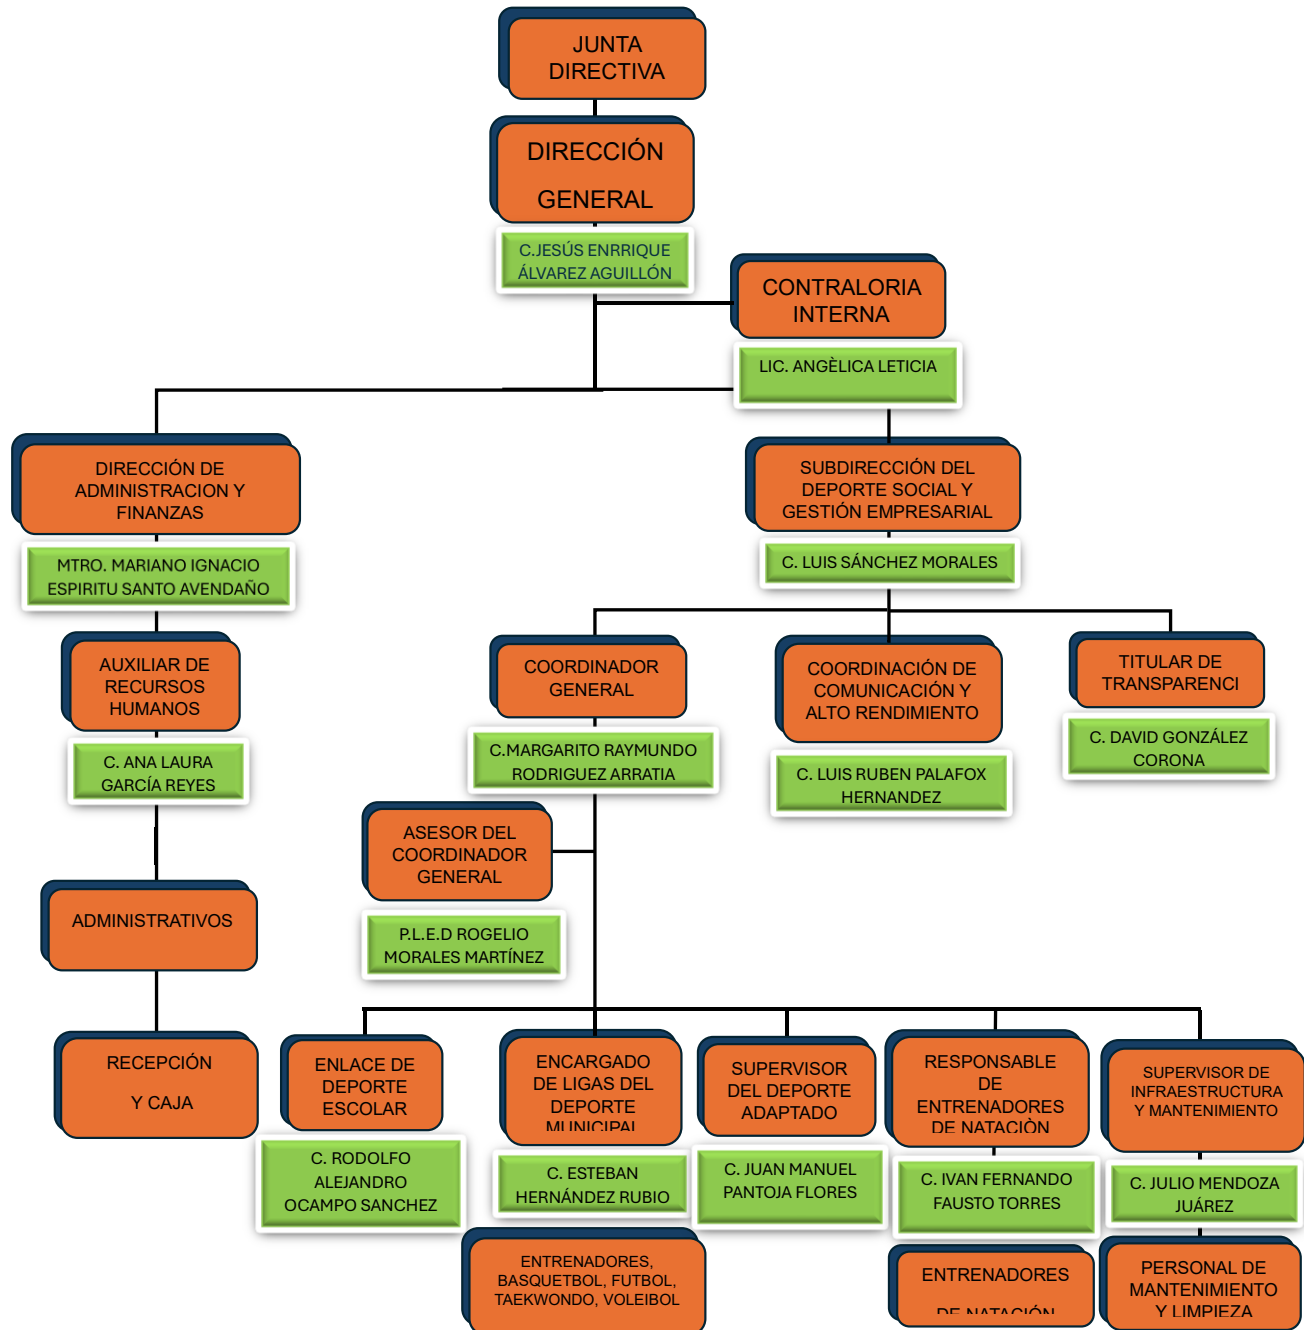 JUNTA
DIRECTIVA
DIRECCIÓN
GENERAL
C.JESÚS ENRRIQUE
ÁLVAREZ AGUILLÓN
CONTRALORIA
INTERNA
LIC. ANGÈLICA LETICIA
DIRECCIÓN DE
ADMINISTRACION Y
FINANZAS
MTRO. MARIANO IGNACIO
ESPIRITU SANTO AVENDAÑO
SUBDIRECCIÓN DEL
DEPORTE SOCIAL Y
GESTIÓN EMPRESARIAL
C. LUIS SÁNCHEZ MORALES
AUXILIAR DE
RECURSOS
HUMANOS
C. ANA LAURA
GARCÍA REYES
COORDINADOR
GENERAL
C.MARGARITO RAYMUNDO
RODRIGUEZ ARRATIA
COORDINACIÓN DE
COMUNICACIÓN Y
ALTO RENDIMIENTO
C. LUIS RUBEN PALAFOX
HERNANDEZ
TITULAR DE
TRANSPARENCI
C. DAVID GONZÁLEZ
CORONA
ASESOR DEL
COORDINADOR
GENERAL
P.L.E.D ROGELIO
MORALES MARTÍNEZ
ADMINISTRATIVOS
RECEPCIÓN
Y CAJA
ENLACE DE
DEPORTE
ESCOLAR
C. RODOLFO
ALEJANDRO
OCAMPO SANCHEZ
ENCARGADO
DE LIGAS DEL
DEPORTE
MUNICIPAL
C. ESTEBAN
HERNÁNDEZ RUBIO
ENTRENADORES,
BASQUETBOL, FUTBOL,
TAEKWONDO, VOLEIBOL
SUPERVISOR
DEL DEPORTE
ADAPTADO
C. JUAN MANUEL
PANTOJA FLORES
RESPONSABLE
DE
ENTRENADORES
DE NATACIÒN
C. IVAN FERNANDO
FAUSTO TORRES
ENTRENADORES
DE NATACIÓN
SUPERVISOR DE
INFRAESTRUCTURA
Y MANTENIMIENTO
C. JULIO MENDOZA
JUÁREZ
PERSONAL DE
MANTENIMIENTO
Y LIMPIEZA